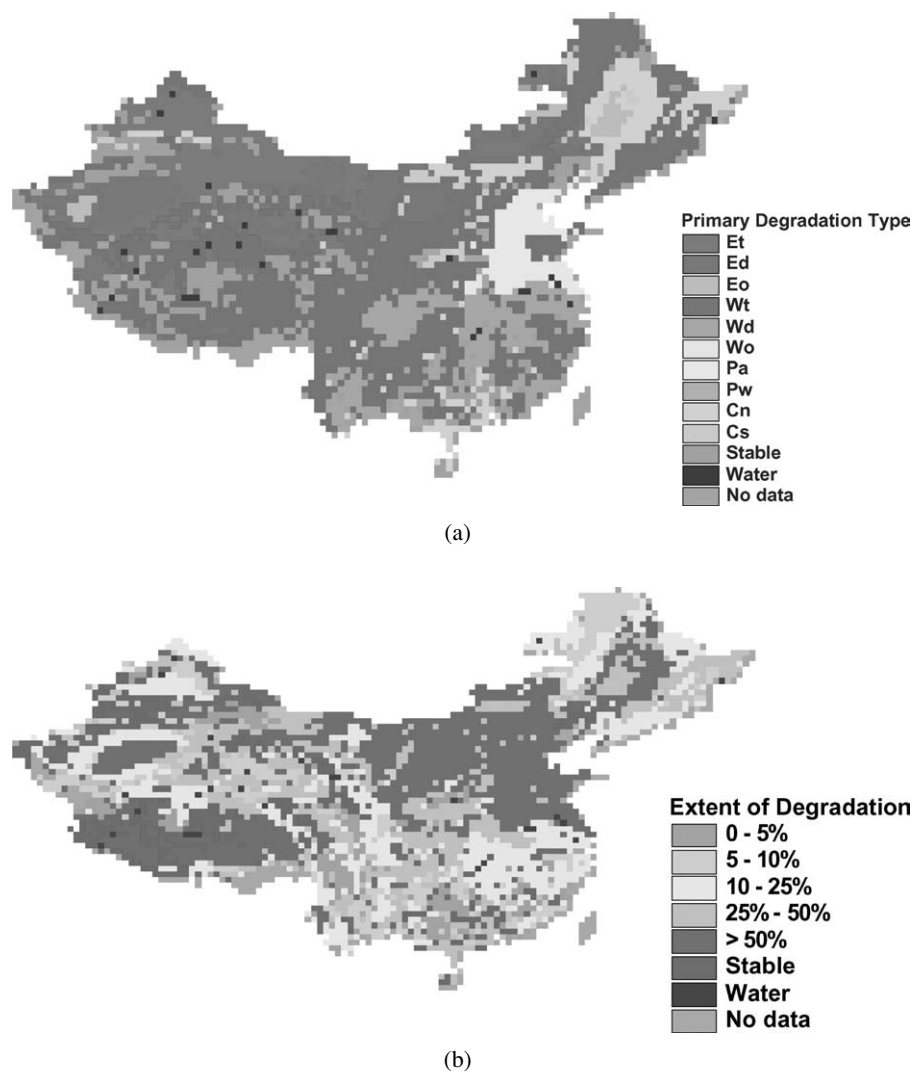 Primary Degradation Type
Et
Ed
Eo
Wt
Wd
Wo
Pa
Pw
Cn
Cs
Stable
Water
No data
(a)
Extent of Degradation
0 - 5%
5 - 10%
10 - 25%
25% - 50%
> 50%
Stable
Water
No data
(b)